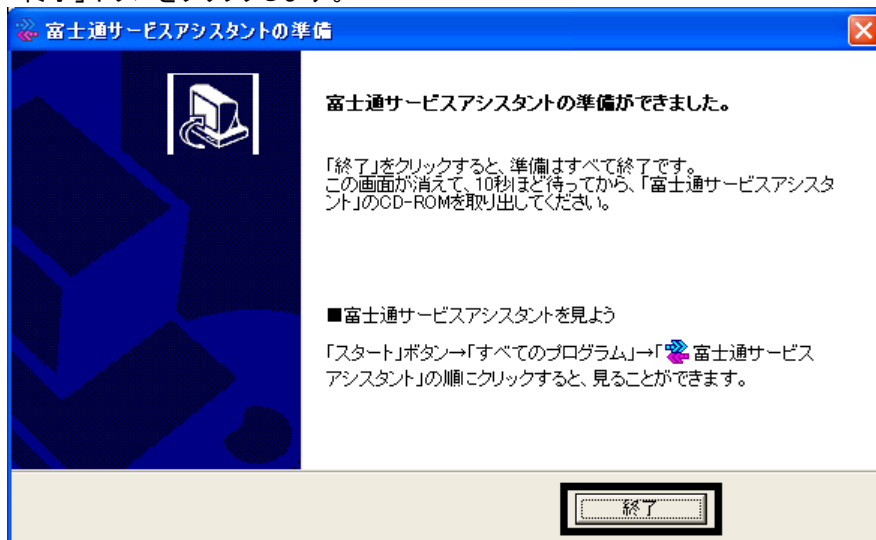 富士通サービスアシスタントの準備
富士通サービスアシスタントの準備ができました。
「終了」をクリックすると、準備はすべて終了です。
この画面が消えて、10秒ほど待ってから、「富士通サービスアシスタ
ント」のCD-ROMを取り出してください。
■富士通サービスアシスタントを見よう
「スタート」ボタン→「すべてのプログラム」→「富士通サービス
アシスタント」の順にクリックすると、見ることができます。
終了